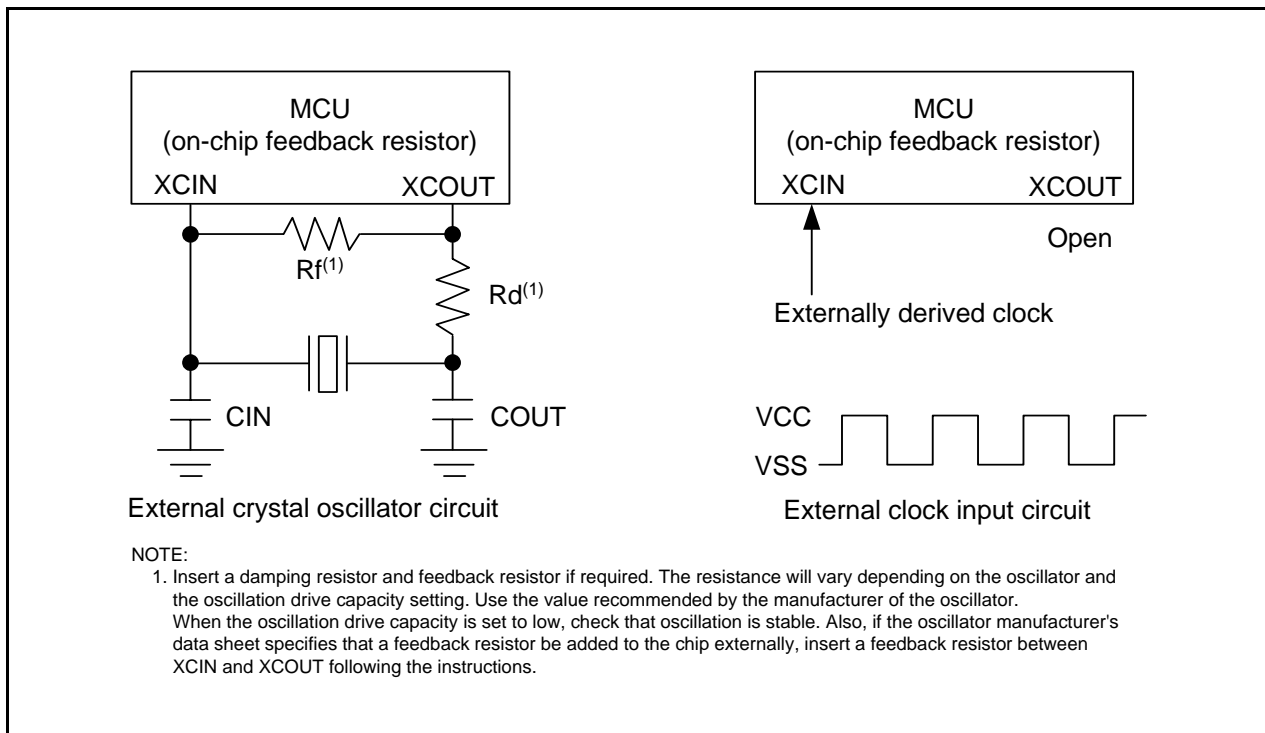 MCU
(on-chip feedback resistor)
XCIN
XCOUT
Rf(1)
Rd(1)
CIN
COUT
External crystal oscillator circuit
MCU
(on-chip feedback resistor)
XCIN
XCOUT
Open
Externally derived clock
VCC
VSS
External clock input circuit
NOTE:
1. Insert a damping resistor and feedback resistor if required. The resistance will vary depending on the oscillator and
the oscillation drive capacity setting. Use the value recommended by the manufacturer of the oscillator.
When the oscillation drive capacity is set to low, check that oscillation is stable. Also, if the oscillator manufacturer's
data sheet specifies that a feedback resistor be added to the chip externally, insert a feedback resistor between
XCIN and XCOUT following the instructions.